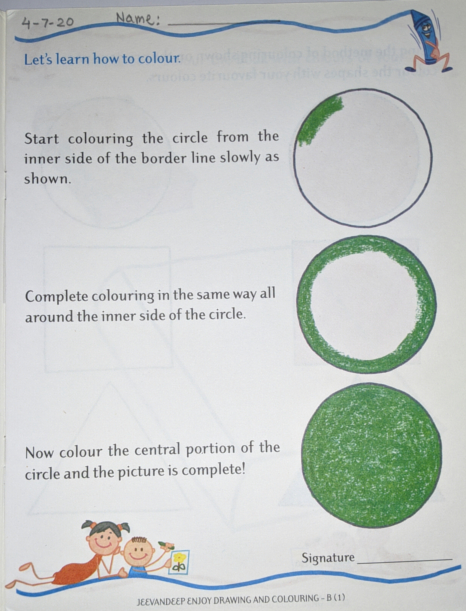 4-7-20 Name:
Let's learn how to colour.
Start colouring the circle from the
inner side of the border line slowly as
shown.
Complete colouring in the same way all
around the inner side of the circle.
Now colour the central portion of the
circle and the picture is complete!
Signature
JEEVANDEEP ENJOY DRAWING AND COLOURING - B (1)